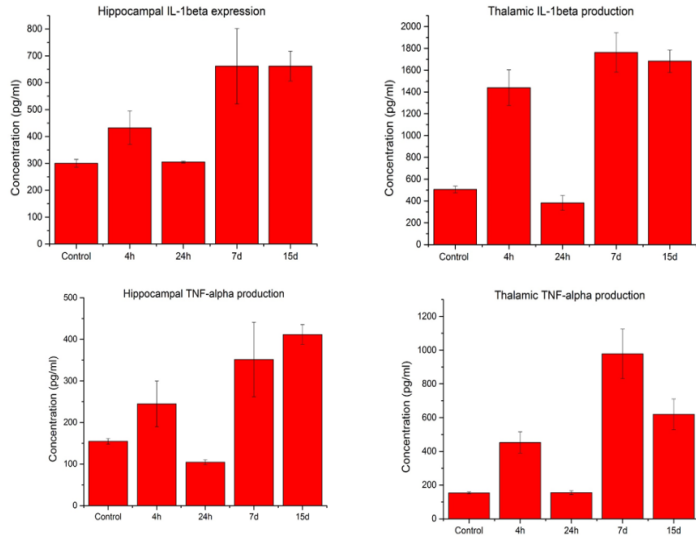 Hippocampal IL-1beta expression
Concentration (pg/ml)
800
700
600
500
400
300
200
100
0
Control 4h 24h 7d 15d
Thalamic IL-1beta production
Concentration (pg/ml)
2000
1800
1600
1400
1200
1000
800
600
400
200
0
Control 4h 24h 7d 15d
Hippocampal TNF-alpha production
Concentration (pg/ml)
500
400
300
200
100
0
Control 4h 24h 7d 15d
Thalamic TNF-alpha production
Concentration (pg/ml)
1200
1000
800
600
400
200
0
Control 4h 24h 7d 15d